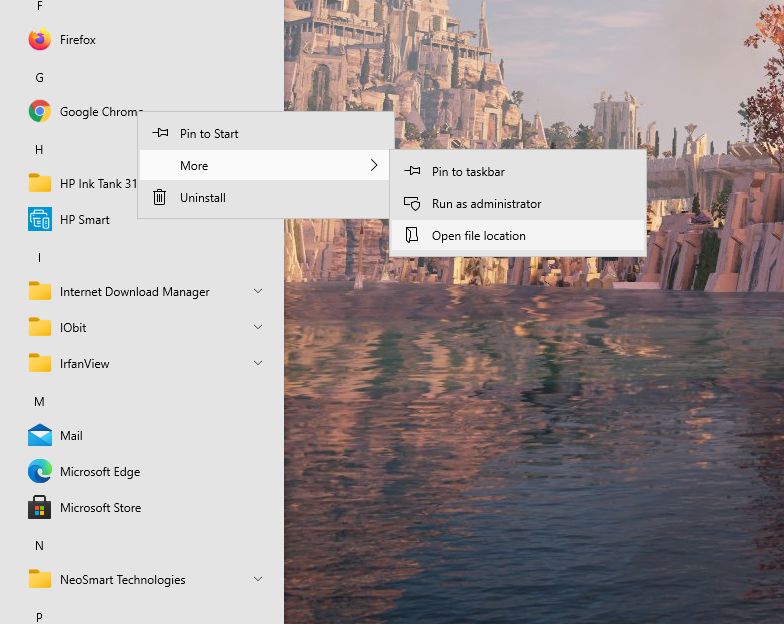 F
Firefox
G
Google Chrome
Pin to Start
H
More
Pin to taskbar
HP Ink Tank 31
Uninstall
Run as administrator
HP Smart
Open file location
I
Internet Download Manager
IObit
IrfanView
M
Mail
Microsoft Edge
Microsoft Store
N
NeoSmart Technologies
P